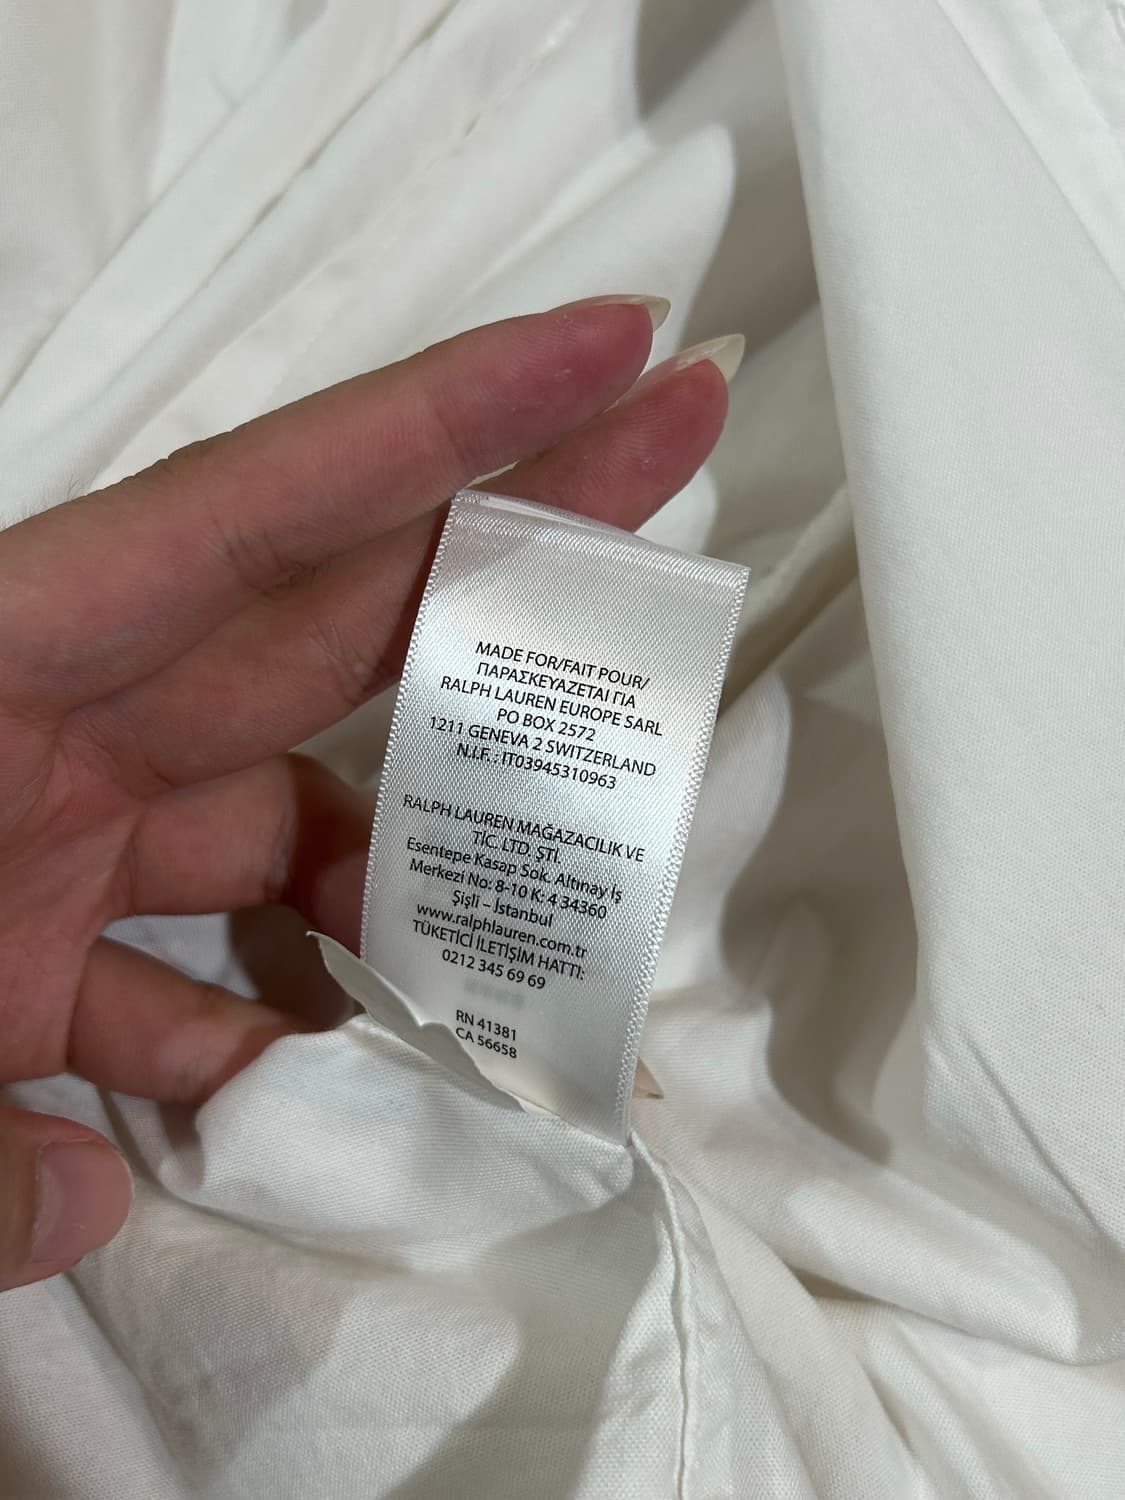 MADE FOR/FAIT POUR/
ΠΑΡΑΣΚΕΥΑΖΕΤΑΙ ΓΙΑ
RALPH LAUREN EUROPE SARL
PO BOX 2572
1211 GENEVA 2 SWITZERLAND
N.I.F. : IT03945310963
RALPH LAUREN MAĞAZACILIK VE
TİC. LTD. ŞTİ.
Esentepe Kasap Sok. Altınay İş
Merkezi No: 8-10 K: 4 34360
Şişli – İstanbul
www.ralphlauren.com.tr
TÜKETİCİ İLETİŞİM HATTI:
0212 345 69 69
RN 41381
CA 56658